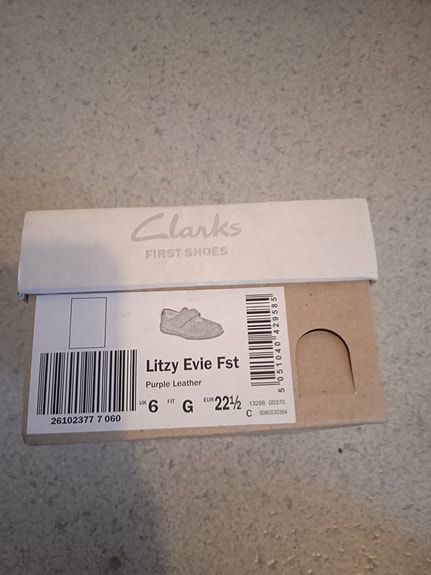 Clarks
FIRST SHOES
Litzy Evie Fst
Purple Leather
UK 6 FIT G EUR 22½
26102377 7 060
5 051040 429585
13288 00370
C 0060530354